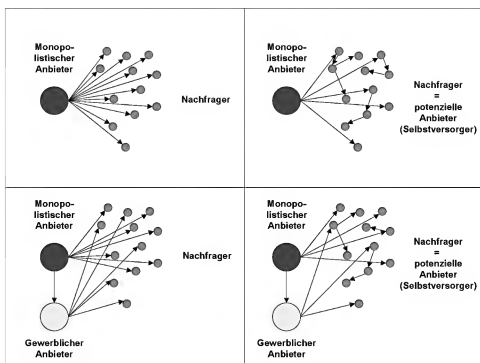 Monopo-
listischer
Anbieter
Nachfrager
Monopo-
listischer
Anbieter
Nachfrager
=
potenzielle
Anbieter
(Selbstversorger)
Monopo-
listischer
Anbieter
Nachfrager
Gewerblicher
Anbieter
Monopo-
listischer
Anbieter
Nachfrager
=
potenzielle
Anbieter
(Selbstversorger)
Gewerblicher
Anbieter